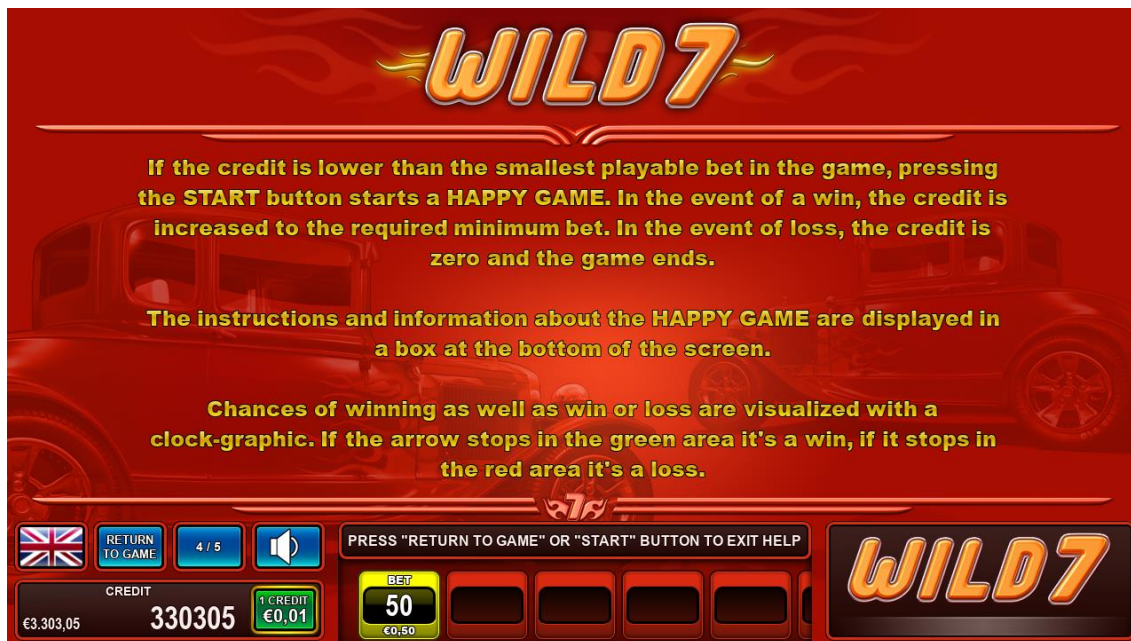 WILD7
If the credit is lower than the smallest playable bet in the game, pressing
the START button starts a HAPPY GAME. In the event of a win, the credit is
increased to the required minimum bet. In the event of loss, the credit is
zero and the game ends.
The instructions and information about the HAPPY GAME are displayed in
a box at the bottom of the screen.
Chances of winning as well as win or loss are visualized with a
clock-graphic. If the arrow stops in the green area it's a win, if it stops in
the red area it's a loss.
7
RETURN
TO GAME
4 / 5
PRESS "RETURN TO GAME" OR "START" BUTTON TO EXIT HELP
CREDIT
€3.303,05
330305
1 CREDIT
€0,01
BET
50
€0,50
WILD7